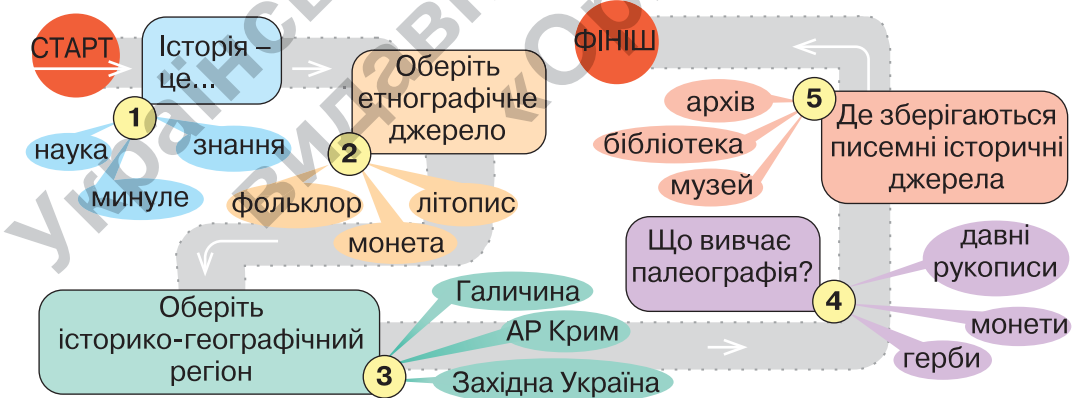 СТАРТ
Історія –
це...
1
наука
знання
минуле
Оберіть
етнографічне
джерело
2
фольклор
літопис
монета
Оберіть
історико-географічний
регіон
3
Галичина
АР Крим
Західна Україна
Що вивчає
палеографія?
4
давні
рукописи
монети
герби
5
Де зберігаються
писемні історичні
джерела
архів
бібліотека
музей
ФІНІШ